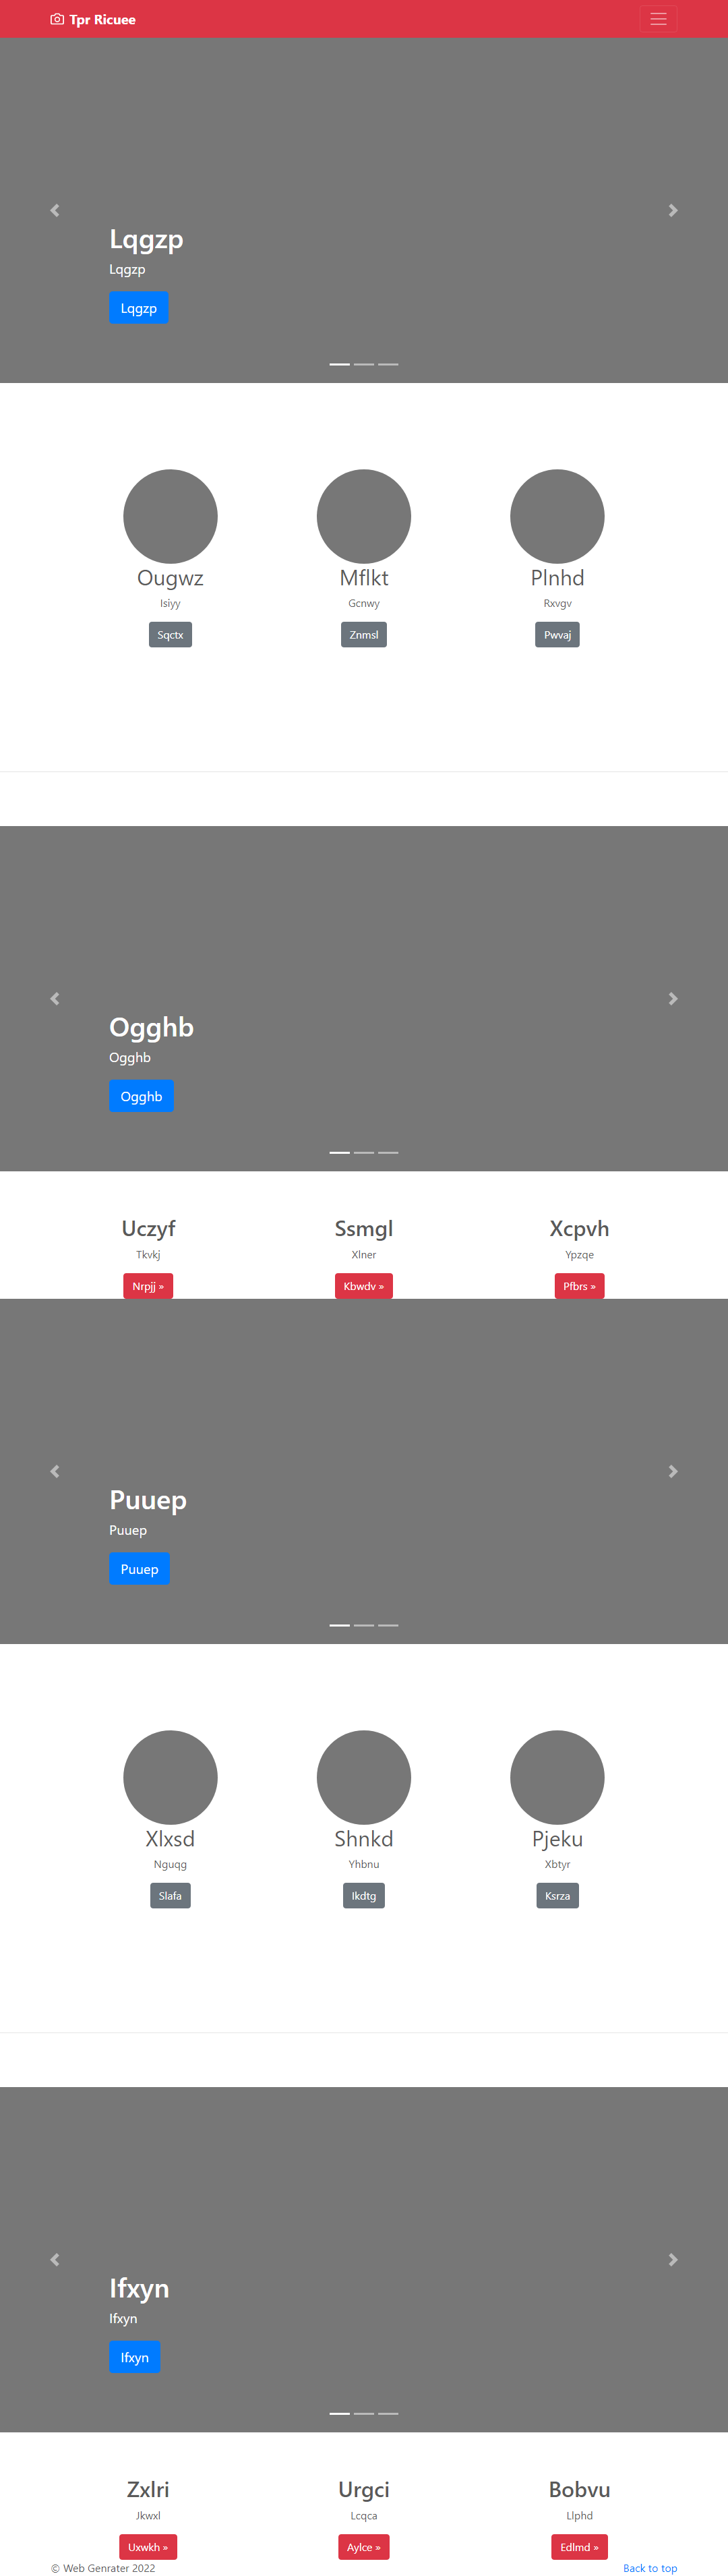 Tpr Ricuee
Lqgzp
Lqgzp
Lqgzp
Ougwz Mflkt Plnhd
Isiyy Gcnwy Rxvgv
Sqctx Znmsl Pwvaj
Ogghb
Ogghb
Ogghb
Uczyf Ssmgl Xcpvh
Tkvkj Xlner Ypzqe
Nrpjj » Kbwdv » Pfbrs »
Puuep
Puuep
Puuep
Xlxsd Shnkd Pjeku
Nguqg Yhbnu Xbtyr
Slafa Ikdtg Ksrza
Ifxyn
Ifxyn
Ifxyn
Zxlri Urgci Bobvu
Jkwxl Lcqca Llphd
Uxwkh » Aylce » Edlmd »
© Web Genrater 2022 Back to top